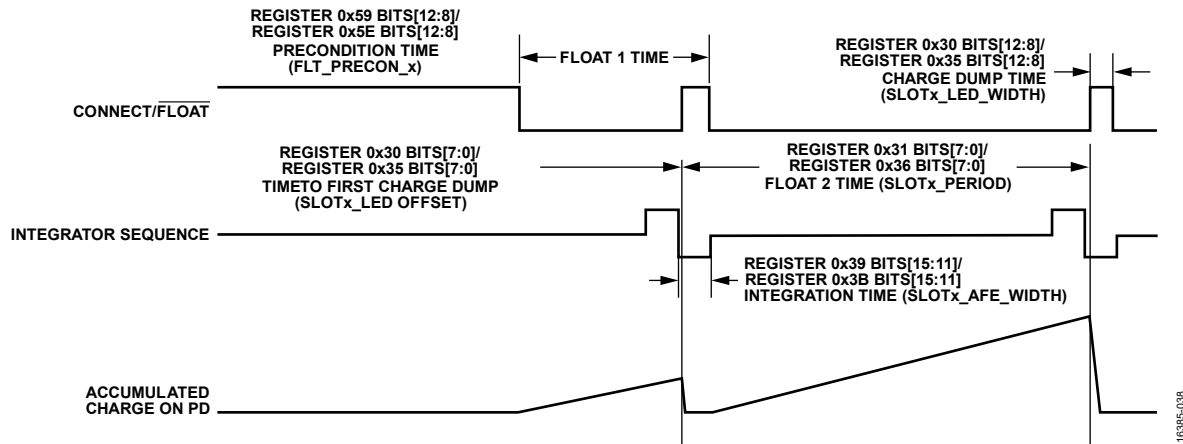 REGISTER 0x59 BITS[12:8]/
REGISTER 0x5E BITS[12:8]
PRECONDITION TIME
(FLT_PRECON_x)
FLOAT 1 TIME
REGISTER 0x30 BITS[12:8]/
REGISTER 0x35 BITS[12:8]
CHARGE DUMP TIME
(SLOTx_LED_WIDTH)
CONNECT/FLOAT
REGISTER 0x30 BITS[7:0]/
REGISTER 0x35 BITS[7:0]
TIMETO FIRST CHARGE DUMP
(SLOTx_LED OFFSET)
REGISTER 0x31 BITS[7:0]/
REGISTER 0x36 BITS[7:0]
FLOAT 2 TIME (SLOTx_PERIOD)
INTEGRATOR SEQUENCE
REGISTER 0x39 BITS[15:11]/
REGISTER 0x3B BITS[15:11]
INTEGRATION TIME (SLOTx_AFE_WIDTH)
ACCUMULATED
CHARGE ON PD
16385-038